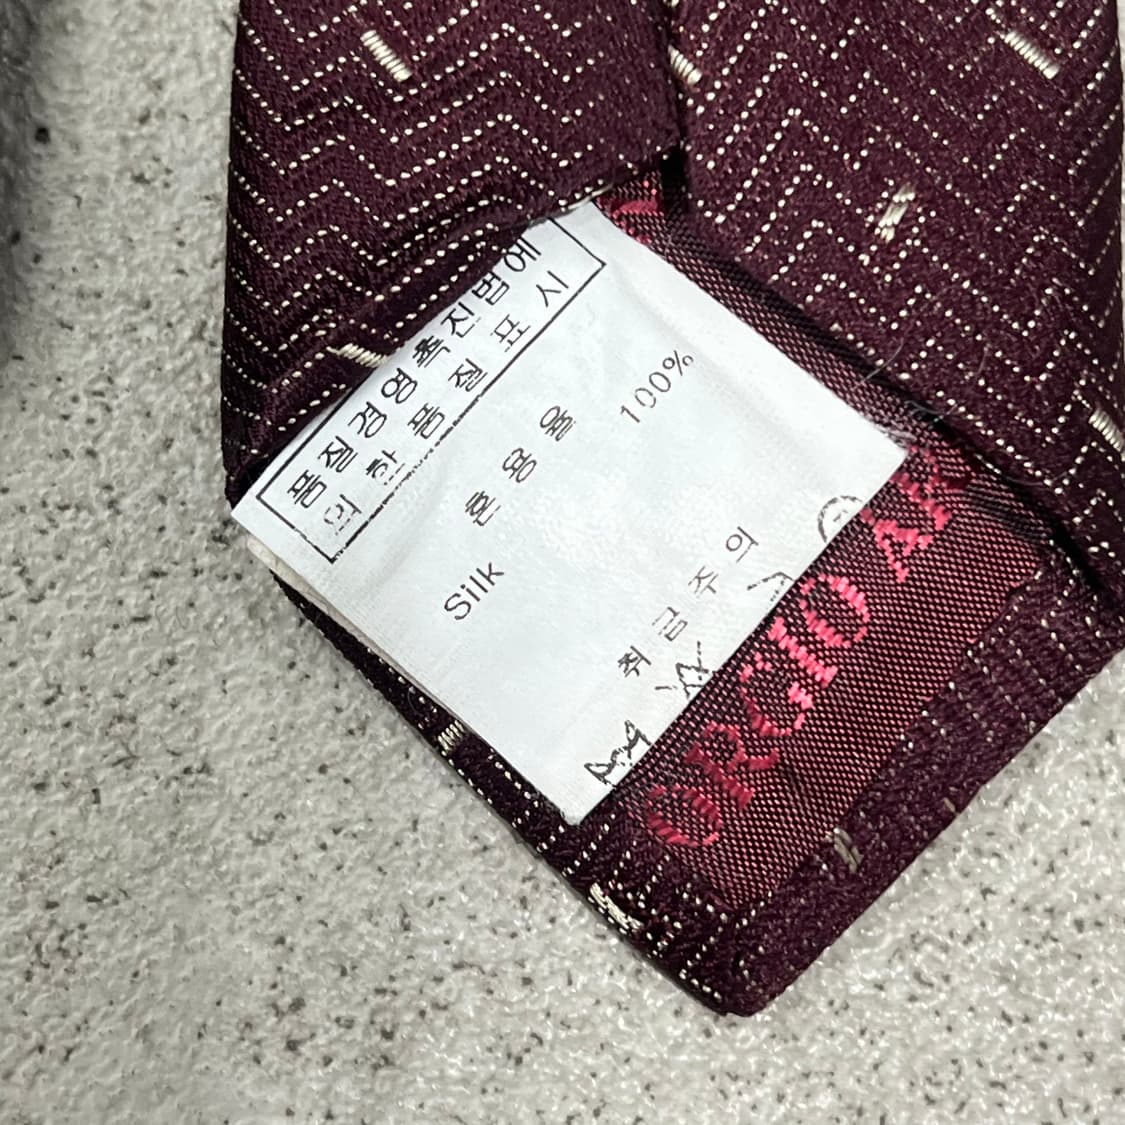 품질경영촉진법에
의한 품질표시
혼용율
Silk 100%
취급주의
ORGIO AR